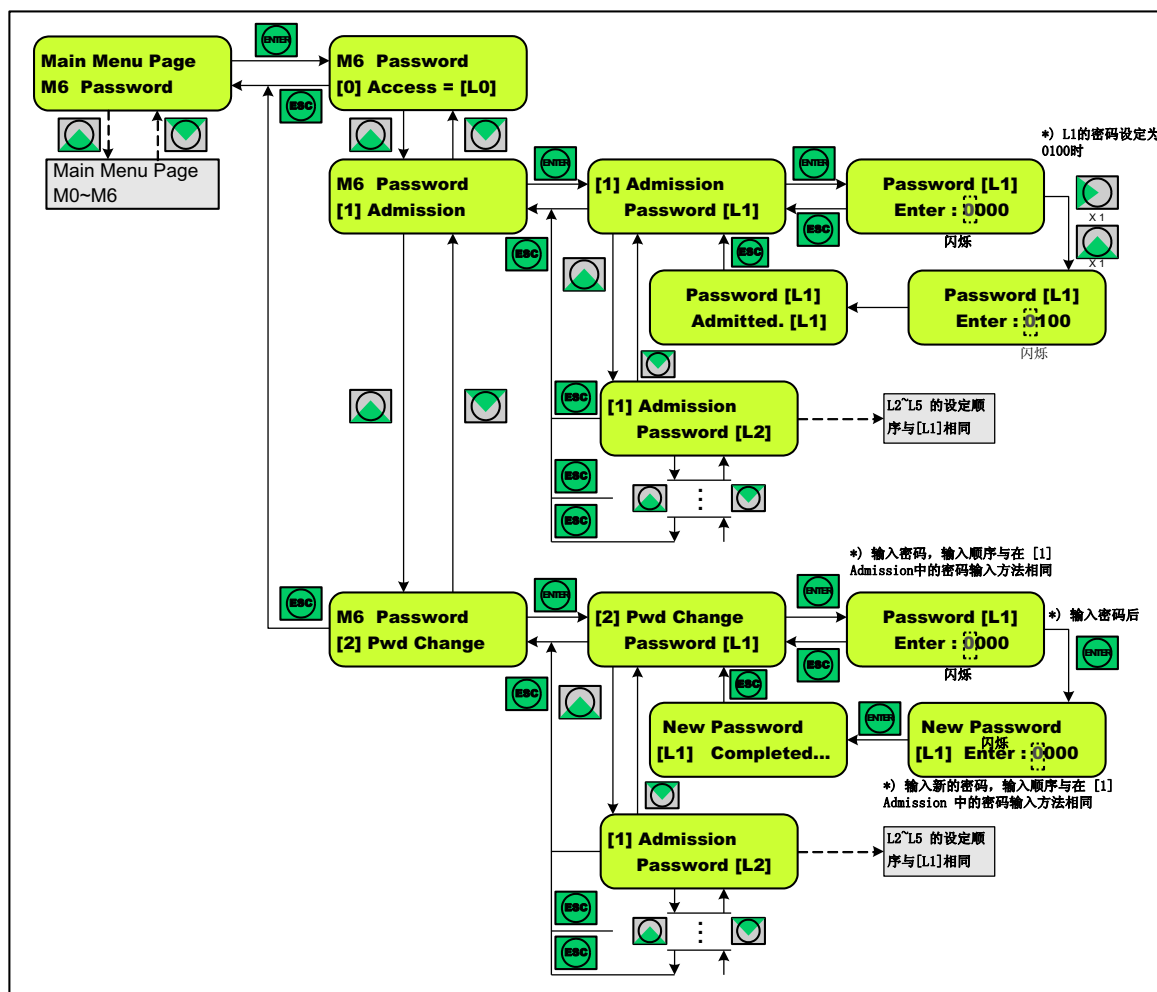 ENTER
Main Menu Page
M6 Password
M6 Password
[0] Access = [L0]
ESC
Main Menu Page
M0~M6
*) L1的密码设定为
0100时
ENTER
ENTER
M6 Password
[1] Admission
[1] Admission
Password [L1]
Password [L1]
Enter : 0000
X 1
闪烁
ESC
ESC
ESC
X 1
Password [L1]
Admitted. [L1]
Password [L1]
Enter : 0100
闪烁
ESC
[1] Admission
Password [L2]
L2~L5 的设定顺
序与[L1]相同
ESC
⋮
ESC
*) 输入密码, 输入顺序与在 [1]
Admission中的密码输入方法相同
ESC
ENTER
ENTER
M6 Password
[2] Pwd Change
[2] Pwd Change
Password [L1]
Password [L1]
Enter : 0000
*) 输入密码后
闪烁
ESC
ESC
ESC
ENTER
ENTER
New Password
[L1] Completed...
New Password
闪烁
[L1] Enter : 0000
*) 输入新的密码, 输入顺序与在 [1]
Admission 中的密码输入方法相同
[1] Admission
Password [L2]
L2~L5 的设定顺
序与[L1]相同
ESC
⋮
ESC